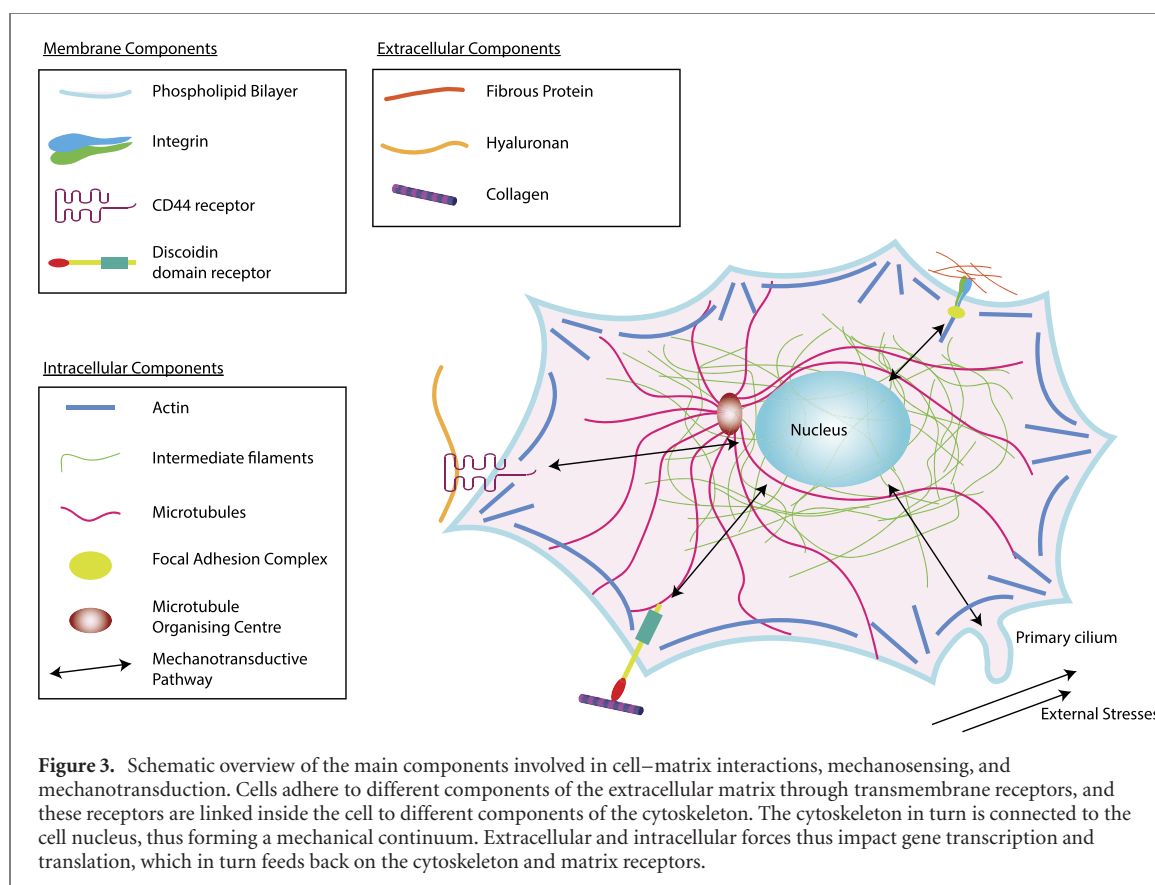 Membrane Components
Phospholipid Bilayer
Integrin
CD44 receptor
Discoidin
domain receptor
Extracellular Components
Fibrous Protein
Hyaluronan
Collagen
Intracellular Components
Actin
Intermediate filaments
Microtubules
Focal Adhesion Complex
Microtubule
Organising Centre
Mechanotransductive
Pathway
Nucleus
Primary cilium
External Stresses
Figure 3. Schematic overview of the main components involved in cell–matrix interactions, mechanosensing, and
mechanotransduction. Cells adhere to different components of the extracellular matrix through transmembrane receptors, and
these receptors are linked inside the cell to different components of the cytoskeleton. The cytoskeleton in turn is connected to the
cell nucleus, thus forming a mechanical continuum. Extracellular and intracellular forces thus impact gene transcription and
translation, which in turn feeds back on the cytoskeleton and matrix receptors.